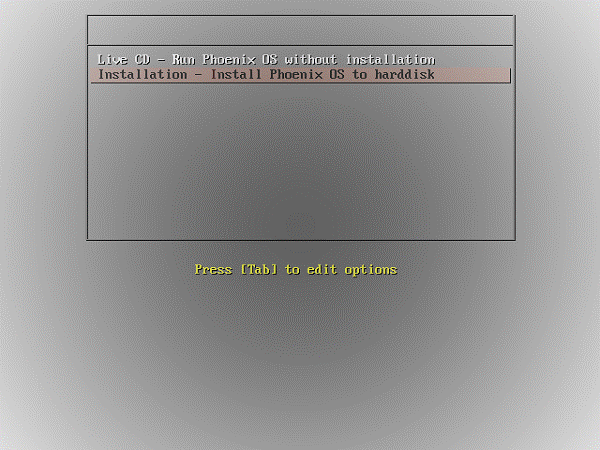 Live CD - Run Phoenix OS without installation
Installation - Install Phoenix OS to harddisk
Press [Tab] to edit options